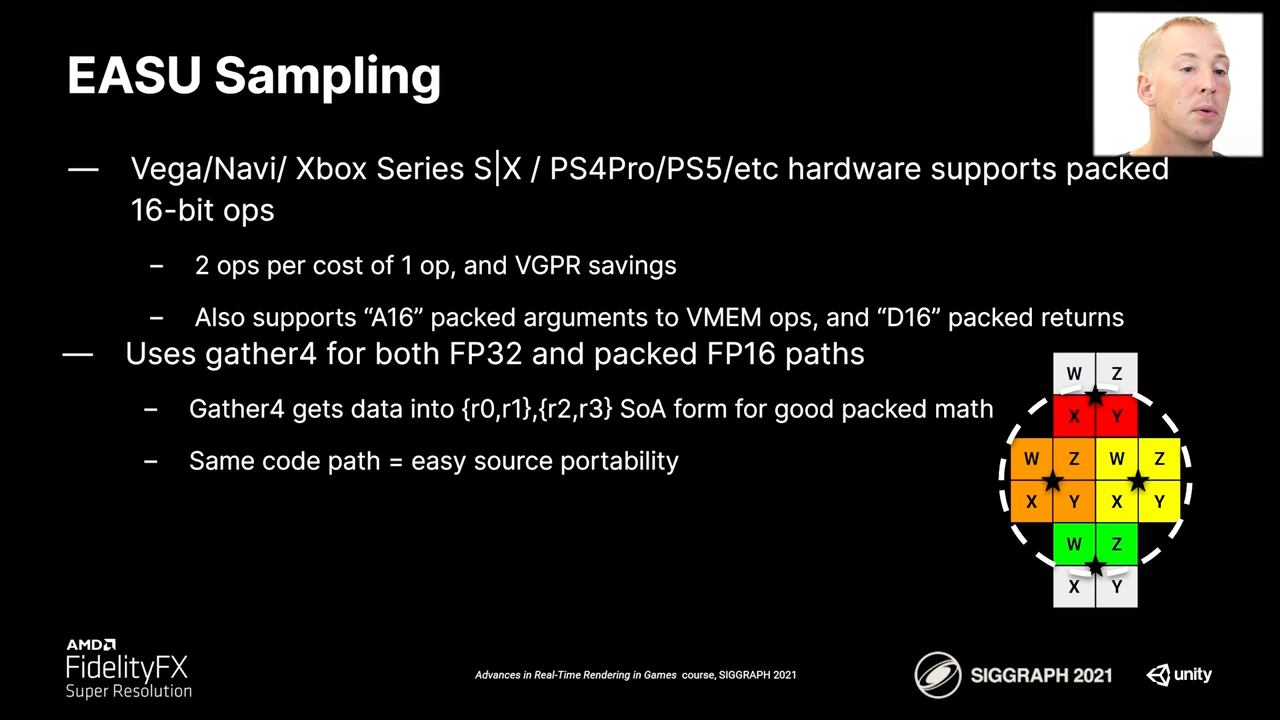 EASU Sampling
— Vega/Navi/ Xbox Series S|X / PS4Pro/PS5/etc hardware supports packed
16-bit ops
– 2 ops per cost of 1 op, and VGPR savings
– Also supports “A16” packed arguments to VMEM ops, and “D16” packed returns
— Uses gather4 for both FP32 and packed FP16 paths
– Gather4 gets data into {r0,r1},{r2,r3} SoA form for good packed math
– Same code path = easy source portability
W Z
X Y
W Z W Z
X Y X Y
W Z
X Y
AMD
FidelityFX
Super Resolution
Advances in Real-Time Rendering in Games course, SIGGRAPH 2021
SIGGRAPH 2021
unity